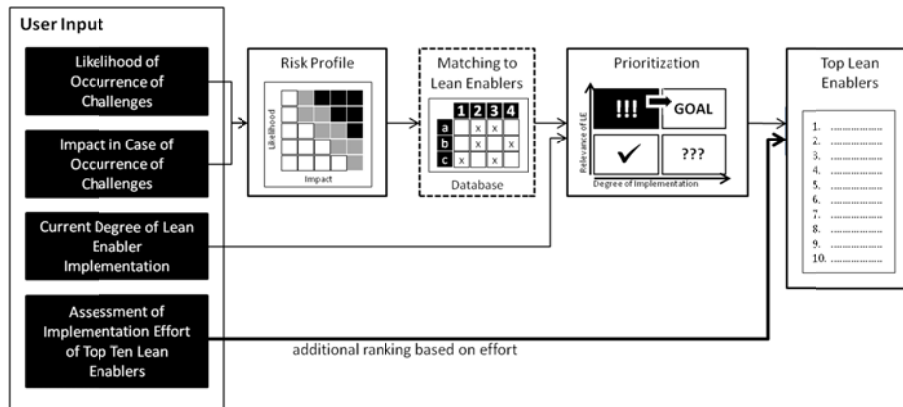 User Input
Likelihood of
Occurrence of
Challenges
Impact in Case of
Occurrence of
Challenges
Current Degree of Lean
Enabler
Implementation
Assessment of
Implementation Effort
of Top Ten Lean
Enablers
Risk Profile
Likelihood
Impact
Matching to
Lean Enablers
1 2 3 4
a x x
b x x
c x x
Database
Prioritization
Relevance of LE
!!! GOAL
✓ ???
Degree of Implementation
Top Lean
Enablers
1. ..................
2. ..................
3. ..................
4. ..................
5. ..................
6. ..................
7. ..................
8. ..................
9. ..................
10. ..................
additional ranking based on effort